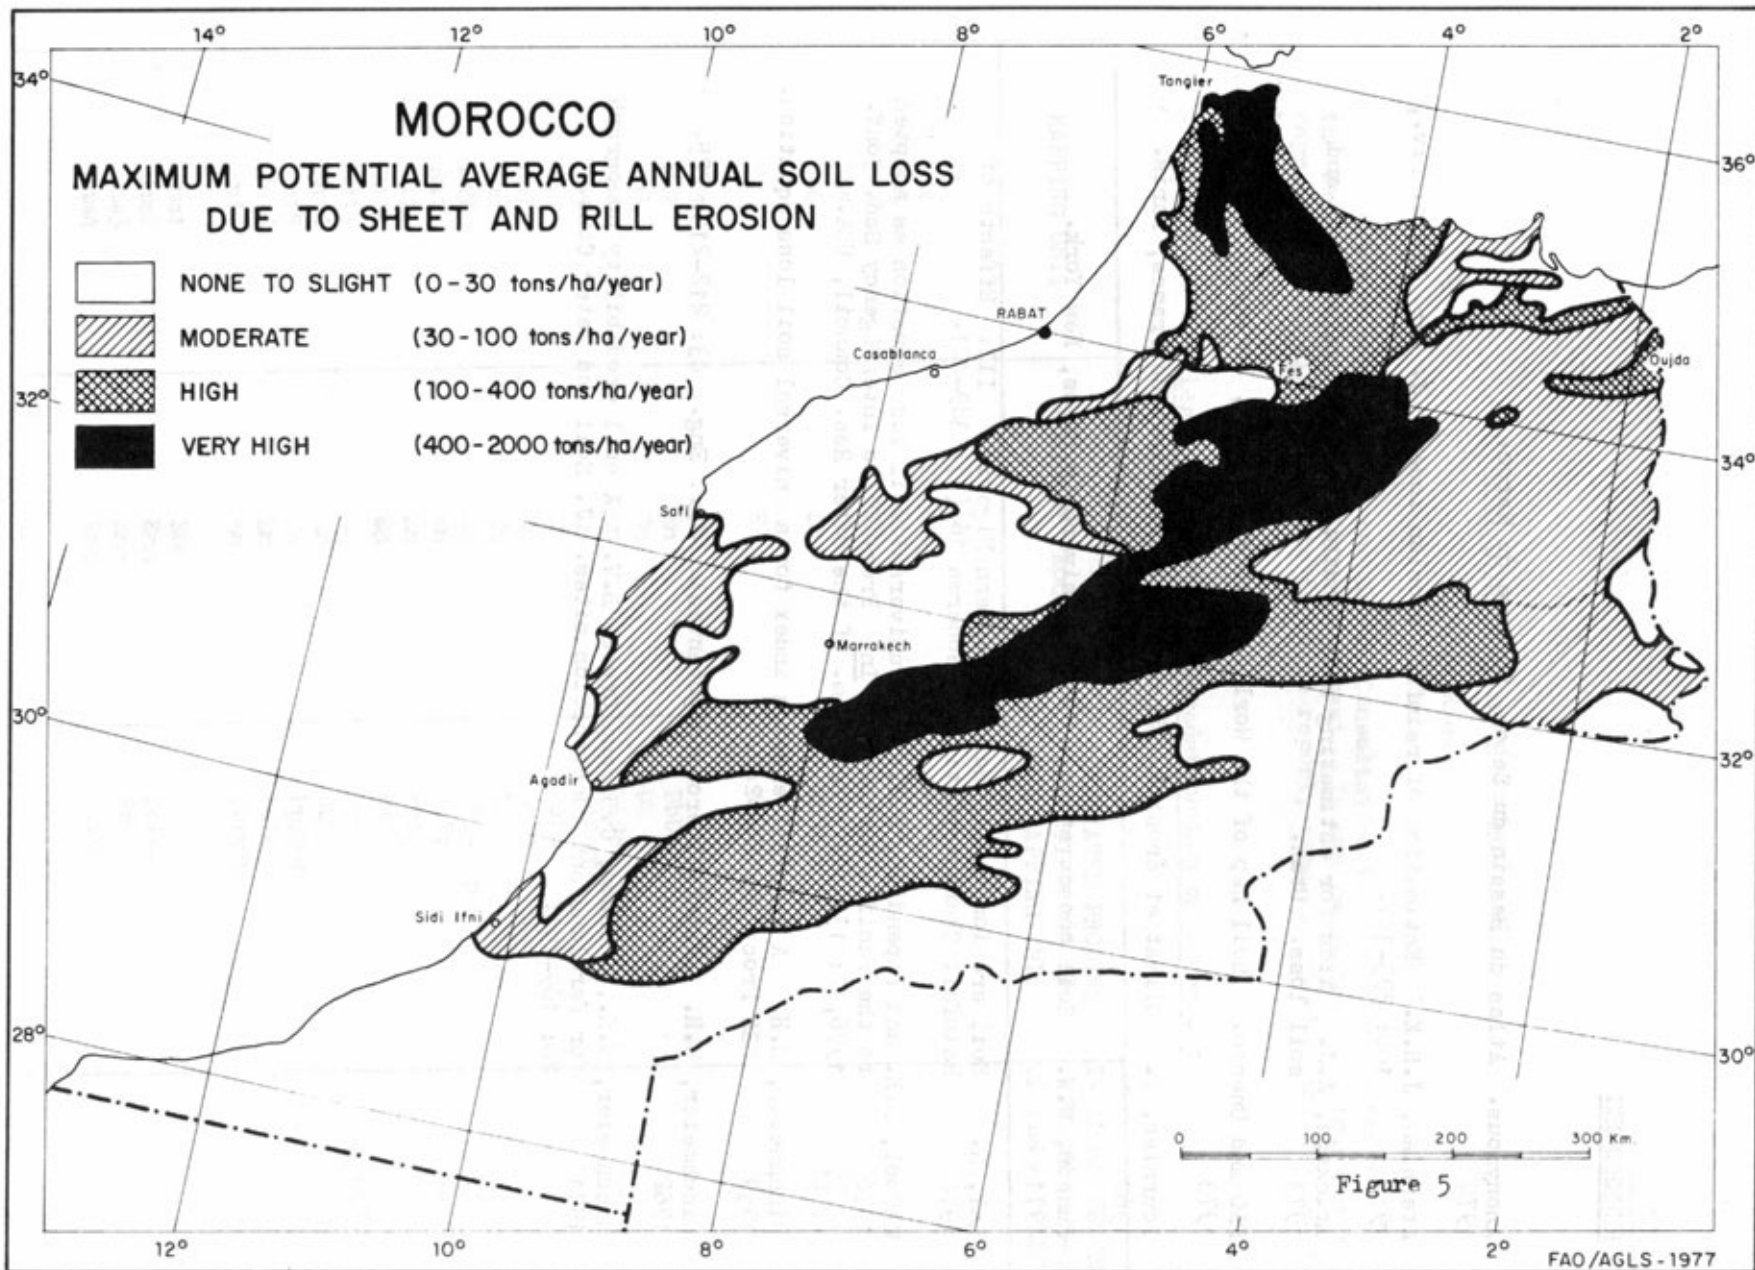 14° 12° 10° 8° 6° 4° 2°
34°
MOROCCO
MAXIMUM POTENTIAL AVERAGE ANNUAL SOIL LOSS
DUE TO SHEET AND RILL EROSION
NONE TO SLIGHT (0-30 tons/ha/year)
MODERATE (30-100 tons/ha/year)
HIGH (100-400 tons/ha/year)
VERY HIGH (400-2000 tons/ha/year)
Tangier
36°
RABAT
Casablanca
Fes
Oujda
32°
34°
Safi
Marrakech
30°
Agadir
32°
Sidi Ifni
28°
30°
0 100 200 300 Km.
Figure 5
12° 10° 8° 6° 4° 2°
FAO/AGLS-1977